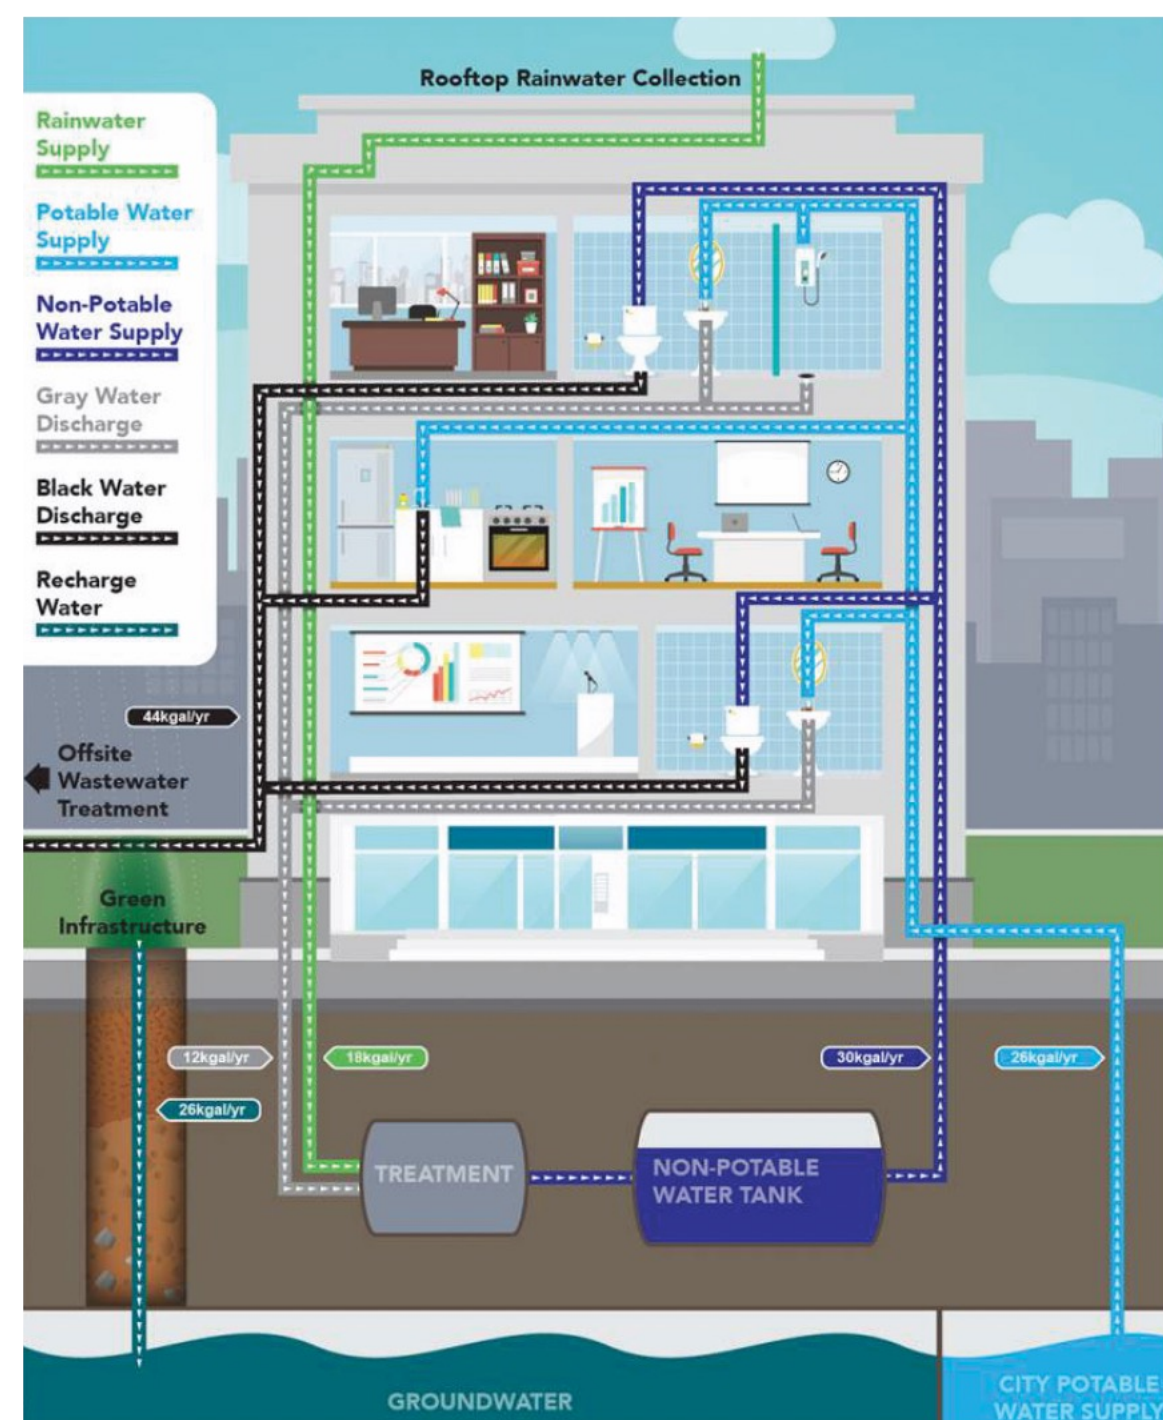 Rooftop Rainwater Collection
Rainwater
Supply
Potable Water
Supply
Non-Potable
Water Supply
Gray Water
Discharge
Black Water
Discharge
Recharge
Water
44kgal/yr
Offsite
Wastewater
Treatment
Green
Infrastructure
12kgal/yr
18kgal/yr
30kgal/yr
26kgal/yr
26kgal/yr
TREATMENT
NON-POTABLE
WATER TANK
GROUNDWATER
CITY POTABLE
WATER SUPPLY